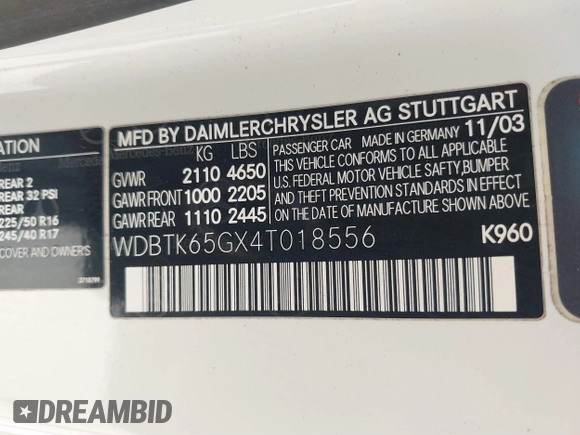 ATION
REAR 2
REAR 32 PSI
REAR
225/50 R16
245/40 R17
COVER AND OWNER'S
MFD BY DAIMLERCHRYSLER AG STUTTGART
KG LBS
GVWR 2110 4650
GAWR FRONT 1000 2205
GAWR REAR 1110 2445
PASSENGER CAR MADE IN GERMANY 11/03
THIS VEHICLE CONFORMS TO ALL APPLICABLE
U.S. FEDERAL MOTOR VEHICLE SAFTY,BUMPER
AND THEFT PREVENTION STANDARDS IN EFFECT
ON THE DATE OF MANUFACTURE SHOWN ABOVE
WDBTK65GX4T018556 K960
Mercedes-Benz
DREAMBID